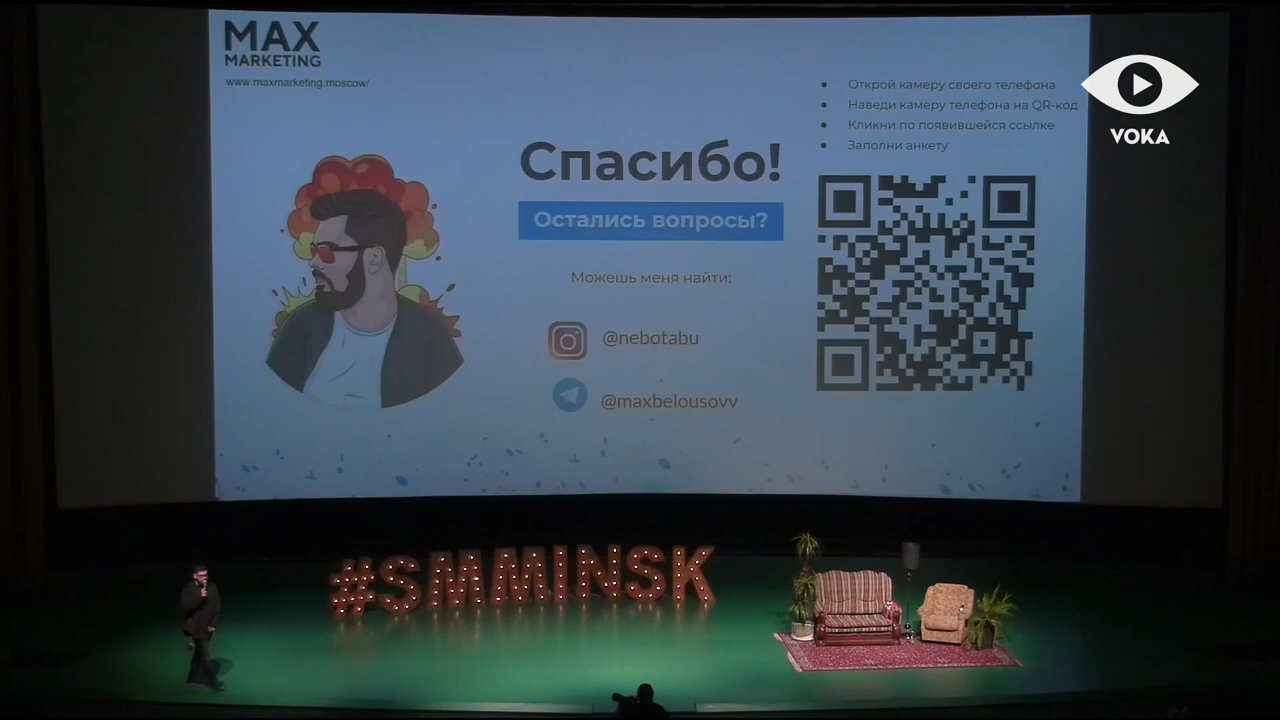 MAX
MARKETING
www.maxmarketing.moscow/
Спасибо!
Остались вопросы?
Можешь меня найти:
@nebotabu
@maxbelousovv
Открой камеру своего телефона
Наведи камеру телефона на QR-код
Кликни по появившейся ссылке
Заполни анкету
VOKA
#SMMINSK